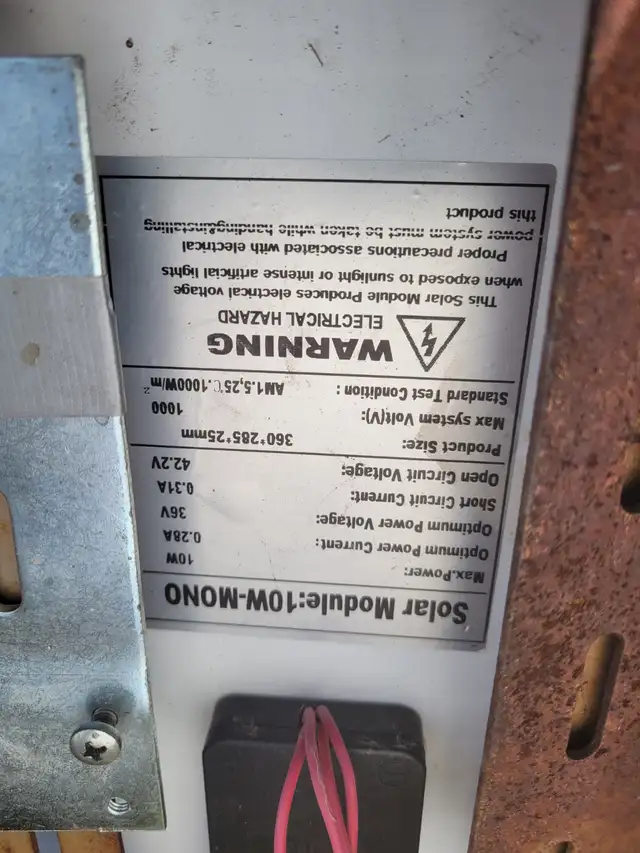 Solar Module:10W-MONO
Max.Power: 10W
Optimum Power Current: 0.28A
Optimum Power Voltage: 36V
Short Circuit Current: 0.31A
Open Circuit Voltage: 42.2V
Product Size: 360*285*25mm
Max system Volt(V): 1000
Standard Test Condition : AM1.5,25℃.1000W/m²
WARNING
ELECTRICAL HAZARD
This Solar Module Produces electrical voltage
when exposed to sunlight or intense or artificial lights
Proper precautions associated with electrical
power system must be taken while handing&installing
this product